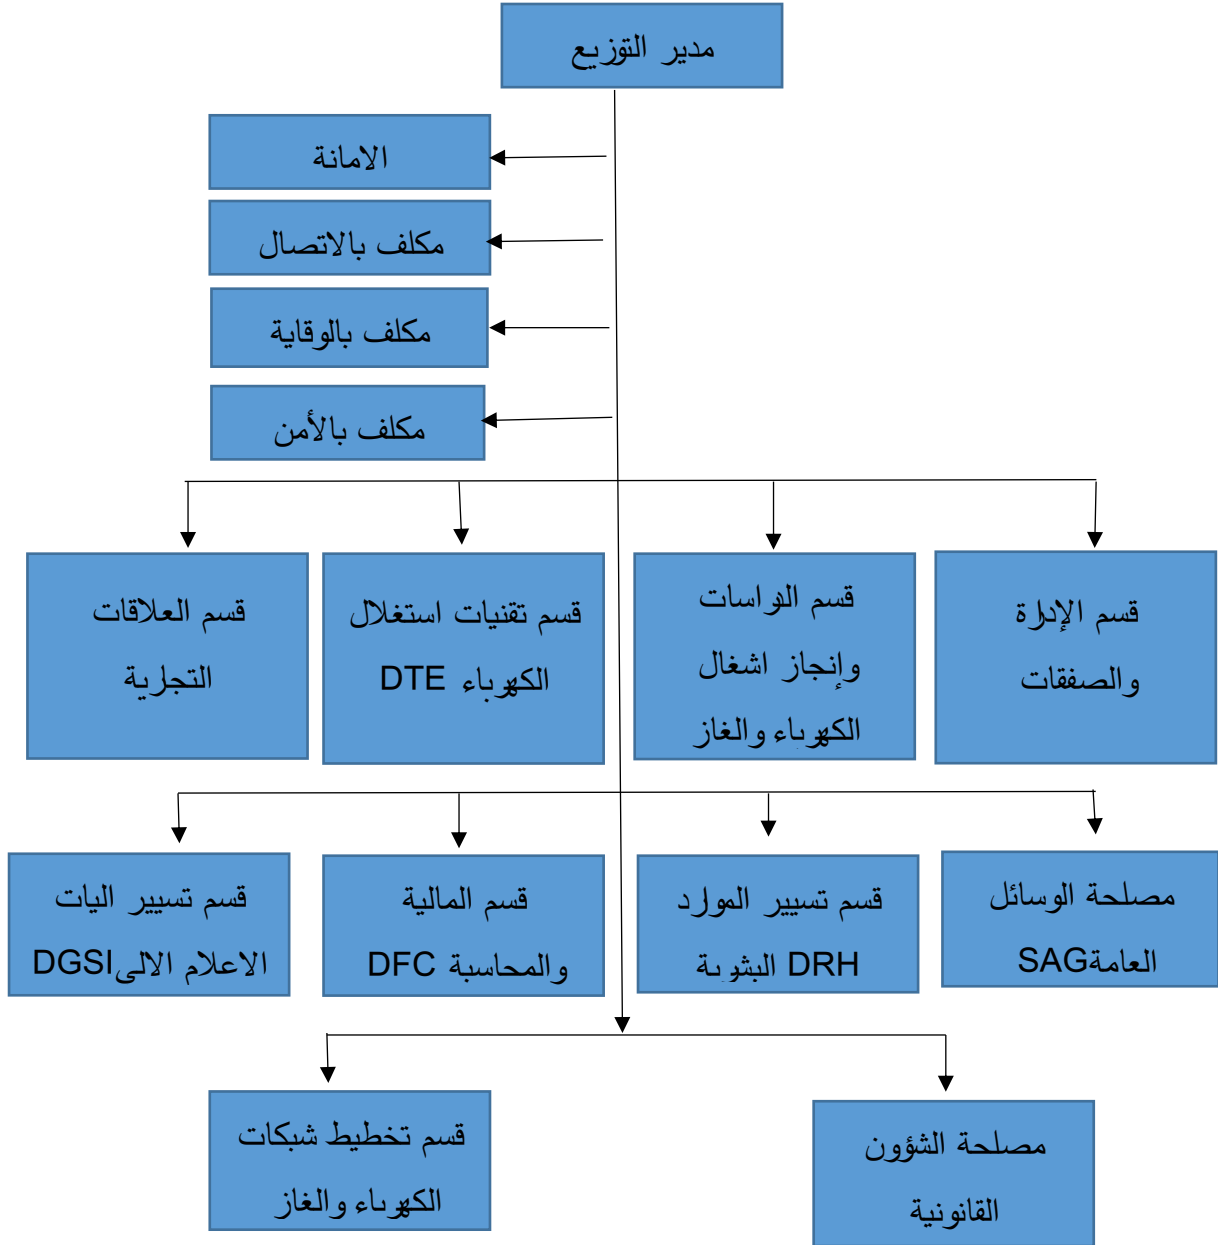 مدير التوزيع
الامانة
مكلف بالاتصال
مكلف بالوقاية
مكلف بالأمن
قسم الإدارة
والصفقات
قسم الدراسات
وإنجاز اشغال
الكهرباء والغاز
قسم تقنيات استغلال
الكهرباء DTE
قسم العلاقات
التجارية
مصلحة الوسائل
العامةSAG
قسم تسيير الموارد
البشرية DRH
قسم المالية
والمحاسبة DFC
قسم تسيير اليات
الاعلام الالىDGSI
مصلحة الشؤون
القانونية
قسم تخطيط شبكات
الكهرباء والغاز